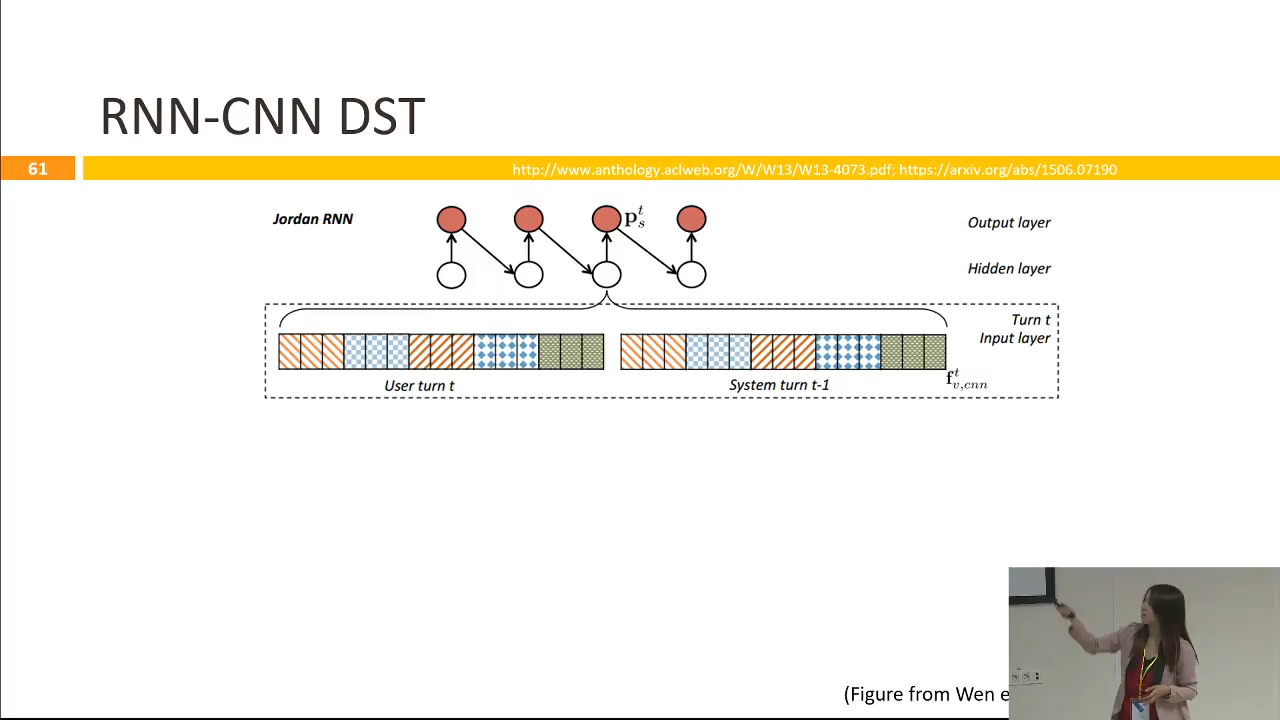 RNN-CNN DST
61
http://www.anthology.aclweb.org/W/W13/W13-4073.pdf; https://arxiv.org/abs/1506.07190
Jordan RNN
p_s^t
Output layer
Hidden layer
Turn t
Input layer
User turn t
System turn t-1
f_{v,cnn}^t
(Figure from Wen